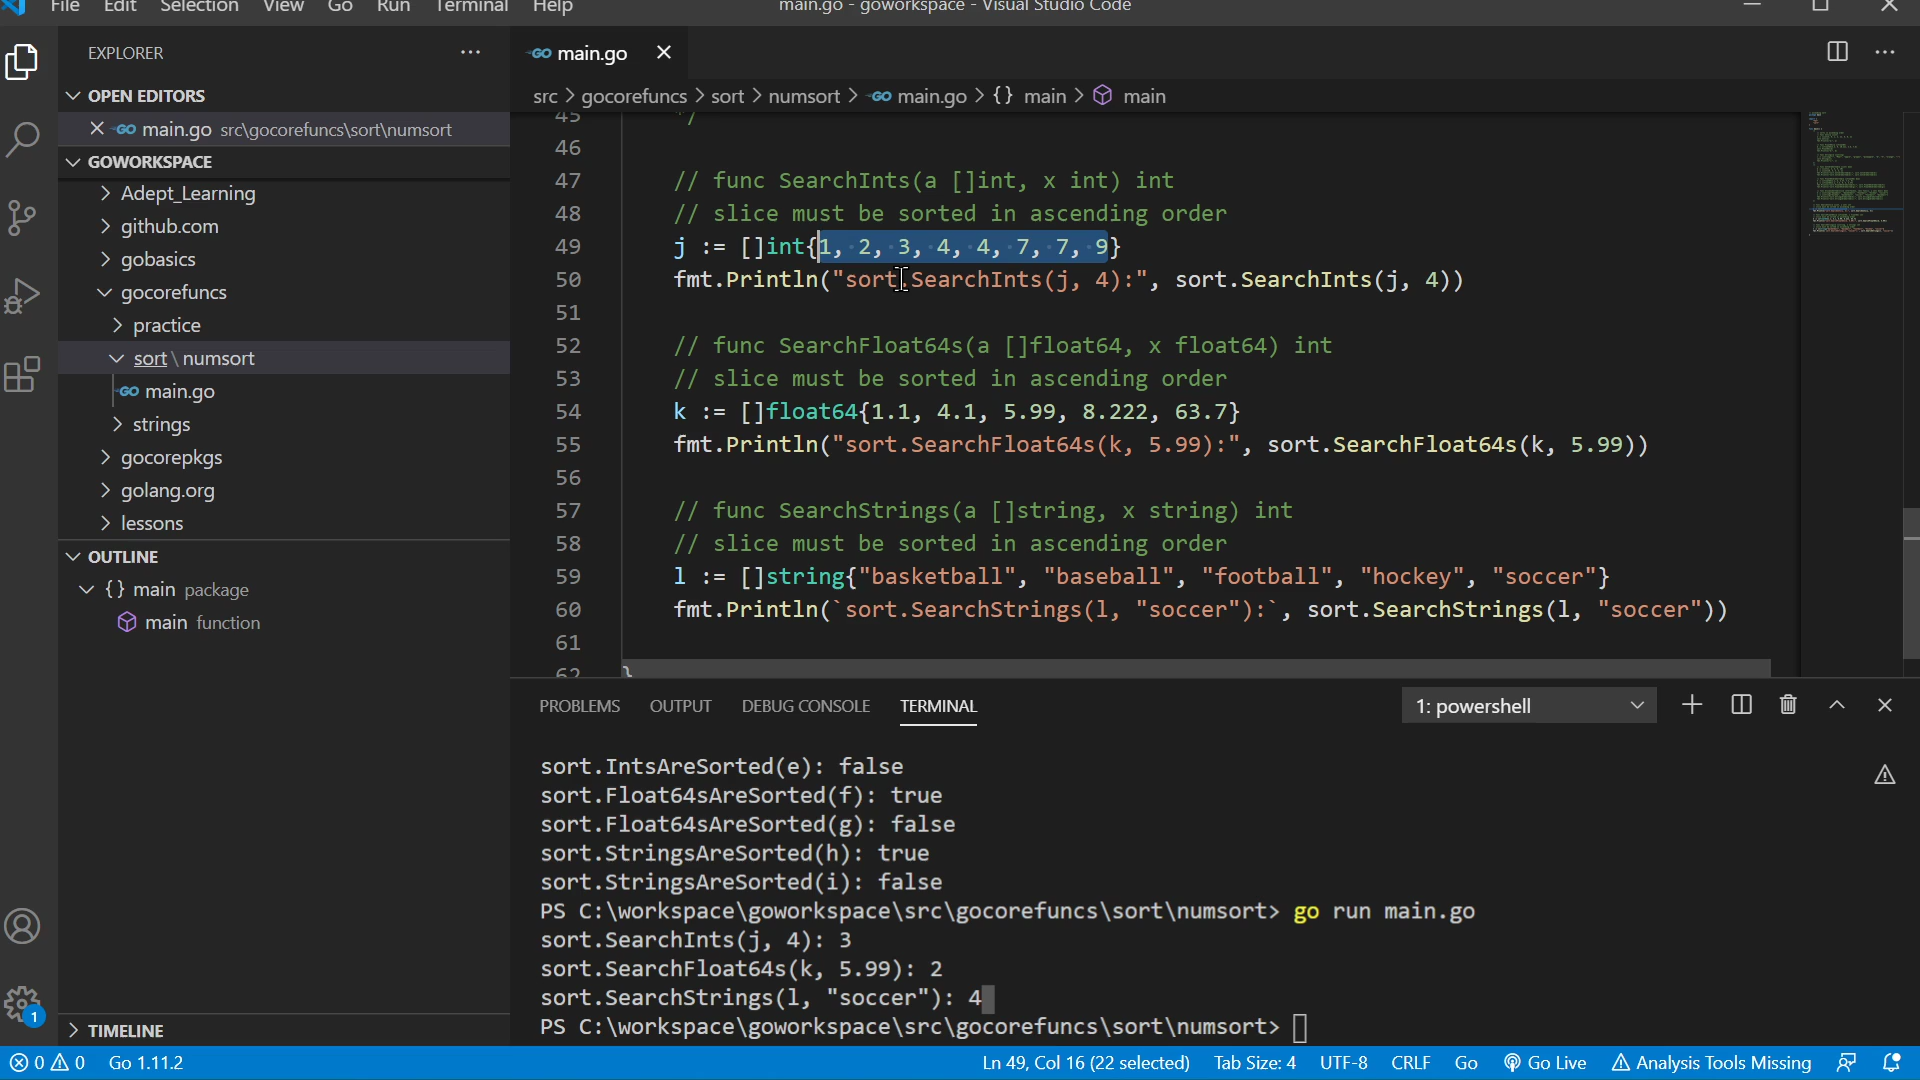 File Edit Selection View Go Run Terminal Help
main.go - goworkspace - Visual Studio Code
EXPLORER
OPEN EDITORS
main.go src\gocorefuncs\sort\numsort
GOWORKSPACE
Adept_Learning
github.com
gobasics
gocorefuncs
practice
sort \ numsort
GO main.go
strings
gocorepkgs
golang.org
lessons
OUTLINE
{} main package
main function
TIMELINE
GO main.go
src > gocorefuncs > sort > numsort > GO main.go > {} main > main
45 */
46
47 // func SearchInts(a []int, x int) int
48 // slice must be sorted in ascending order
49 j := []int{1, 2, 3, 4, 4, 7, 7, 9}
50 fmt.Println("sort.SearchInts(j, 4):", sort.SearchInts(j, 4))
51
52 // func SearchFloat64s(a []float64, x float64) int
53 // slice must be sorted in ascending order
54 k := []float64{1.1, 4.1, 5.99, 8.222, 63.7}
55 fmt.Println("sort.SearchFloat64s(k, 5.99):", sort.SearchFloat64s(k, 5.99))
56
57 // func SearchStrings(a []string, x string) int
58 // slice must be sorted in ascending order
59 l := []string{"basketball", "baseball", "football", "hockey", "soccer"}
60 fmt.Println(`sort.SearchStrings(l, "soccer"):`, sort.SearchStrings(l, "soccer"))
61
62 }
PROBLEMS OUTPUT DEBUG CONSOLE TERMINAL
1: powershell
sort.IntsAreSorted(e): false
sort.Float64sAreSorted(f): true
sort.Float64sAreSorted(g): false
sort.StringsAreSorted(h): true
sort.StringsAreSorted(i): false
PS C:\workspace\goworkspace\src\gocorefuncs\sort\numsort> go run main.go
sort.SearchInts(j, 4): 3
sort.SearchFloat64s(k, 5.99): 2
sort.SearchStrings(l, "soccer"): 4
PS C:\workspace\goworkspace\src\gocorefuncs\sort\numsort>
1
0 0 Go 1.11.2
Ln 49, Col 16 (22 selected) Tab Size: 4 UTF-8 CRLF Go Go Live Analysis Tools Missing